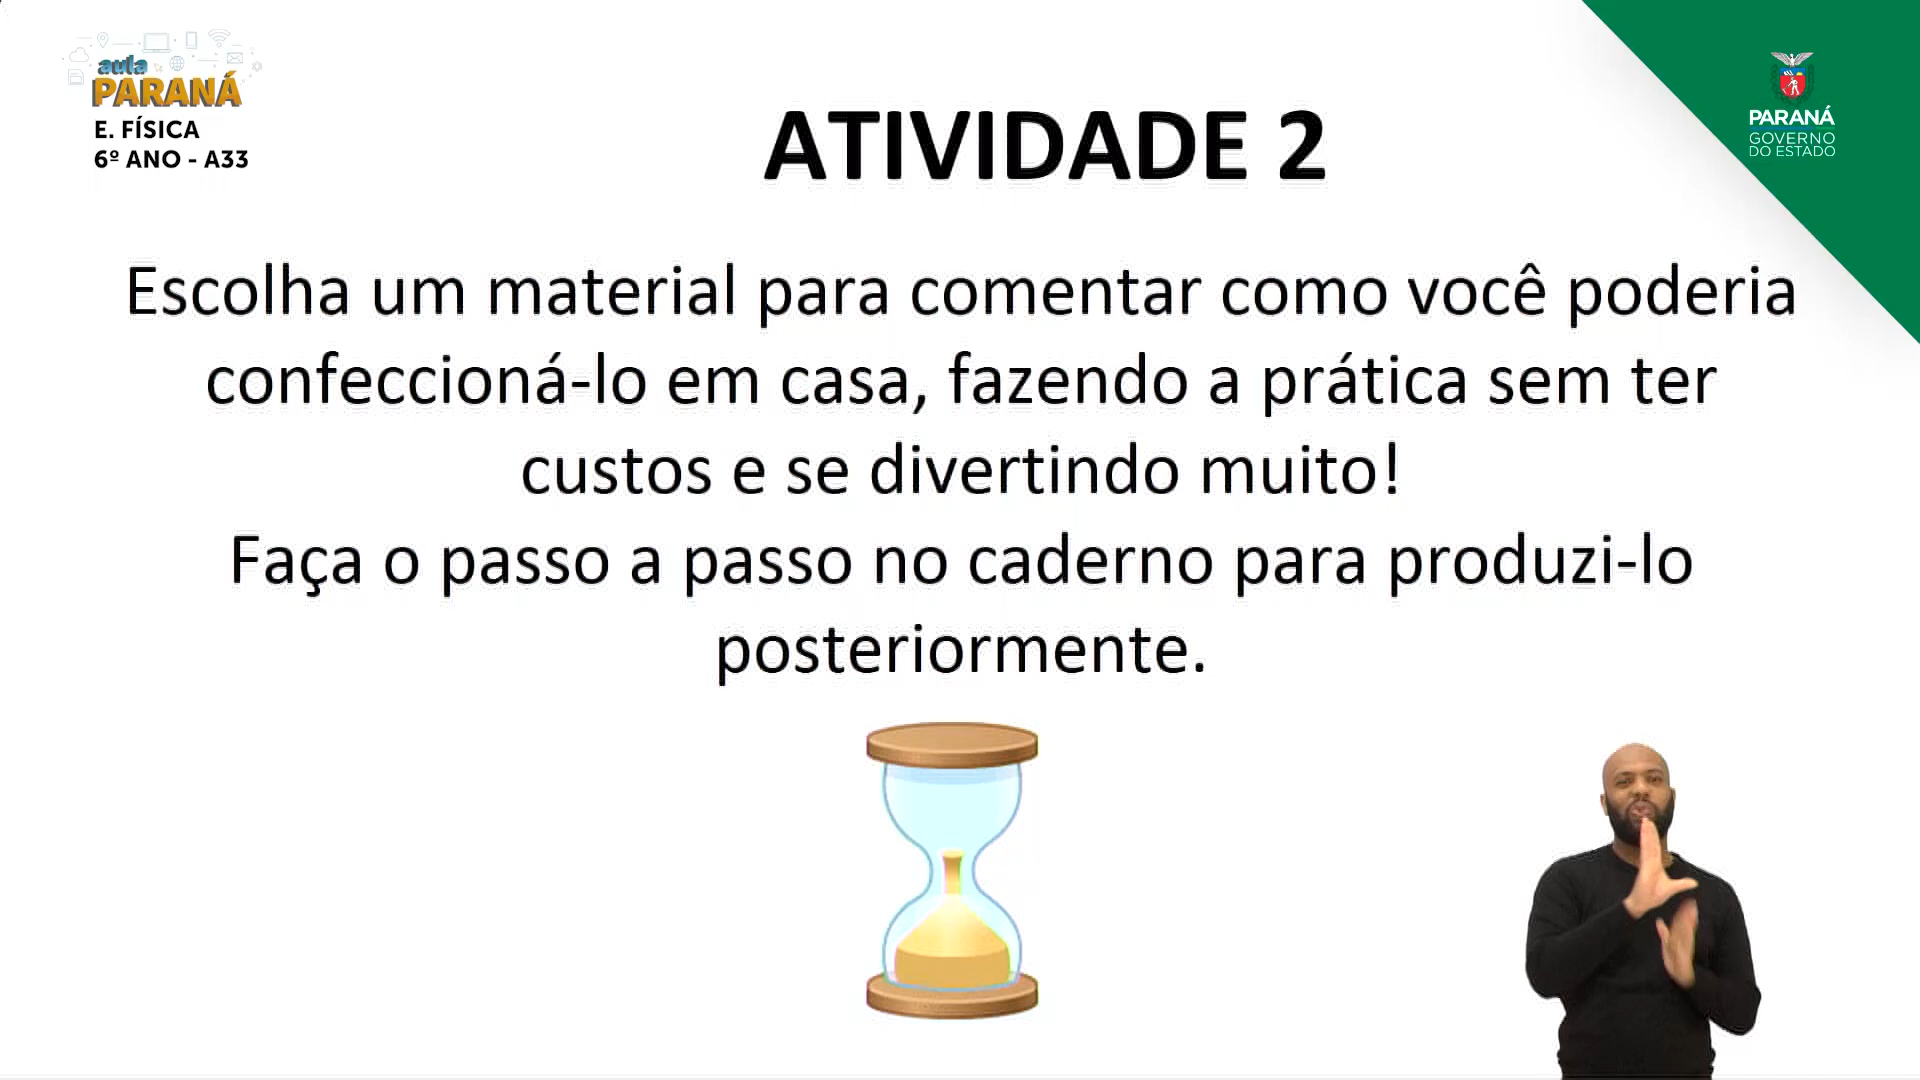 aula
PARANÁ
E. FÍSICA
6º ANO - A33
PARANÁ
GOVERNO
DO ESTADO
ATIVIDADE 2
Escolha um material para comentar como você poderia
confeccioná-lo em casa, fazendo a prática sem ter
custos e se divertindo muito!
Faça o passo a passo no caderno para produzi-lo
posteriormente.